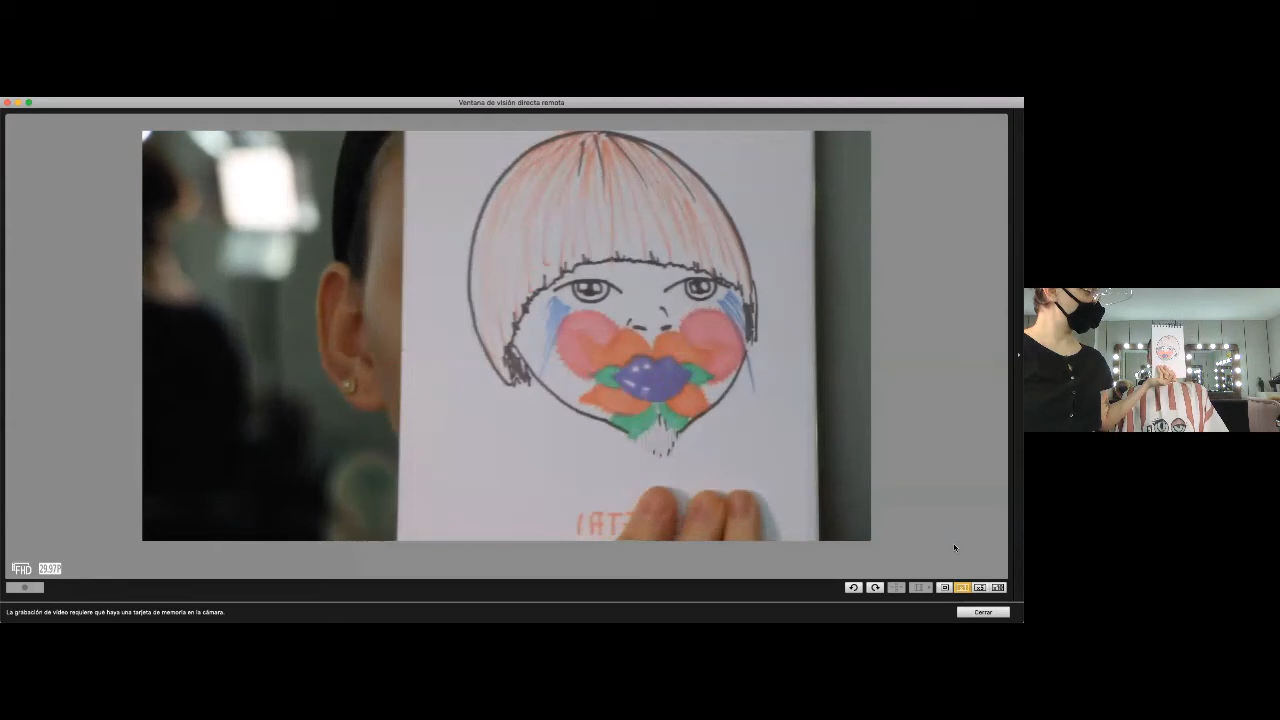 Ventana de visión directa remota
FHD 29.97P
La grabación de vídeo requiere que haya una tarjeta de memoria en la cámara.
Cerrar